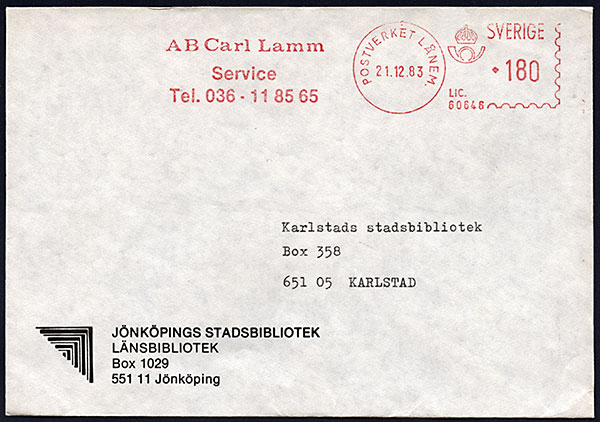 AB Carl Lamm
Service
Tel. 036 - 11 85 65
POSTVERKET LÅNEM.
21.12.83
SVERIGE
180
LIC.
60646
Karlstads stadsbibliotek
Box 358
651 05 KARLSTAD
JÖNKÖPINGS STADSBIBLIOTEK
LÄNSBIBLIOTEK
Box 1029
551 11 Jönköping